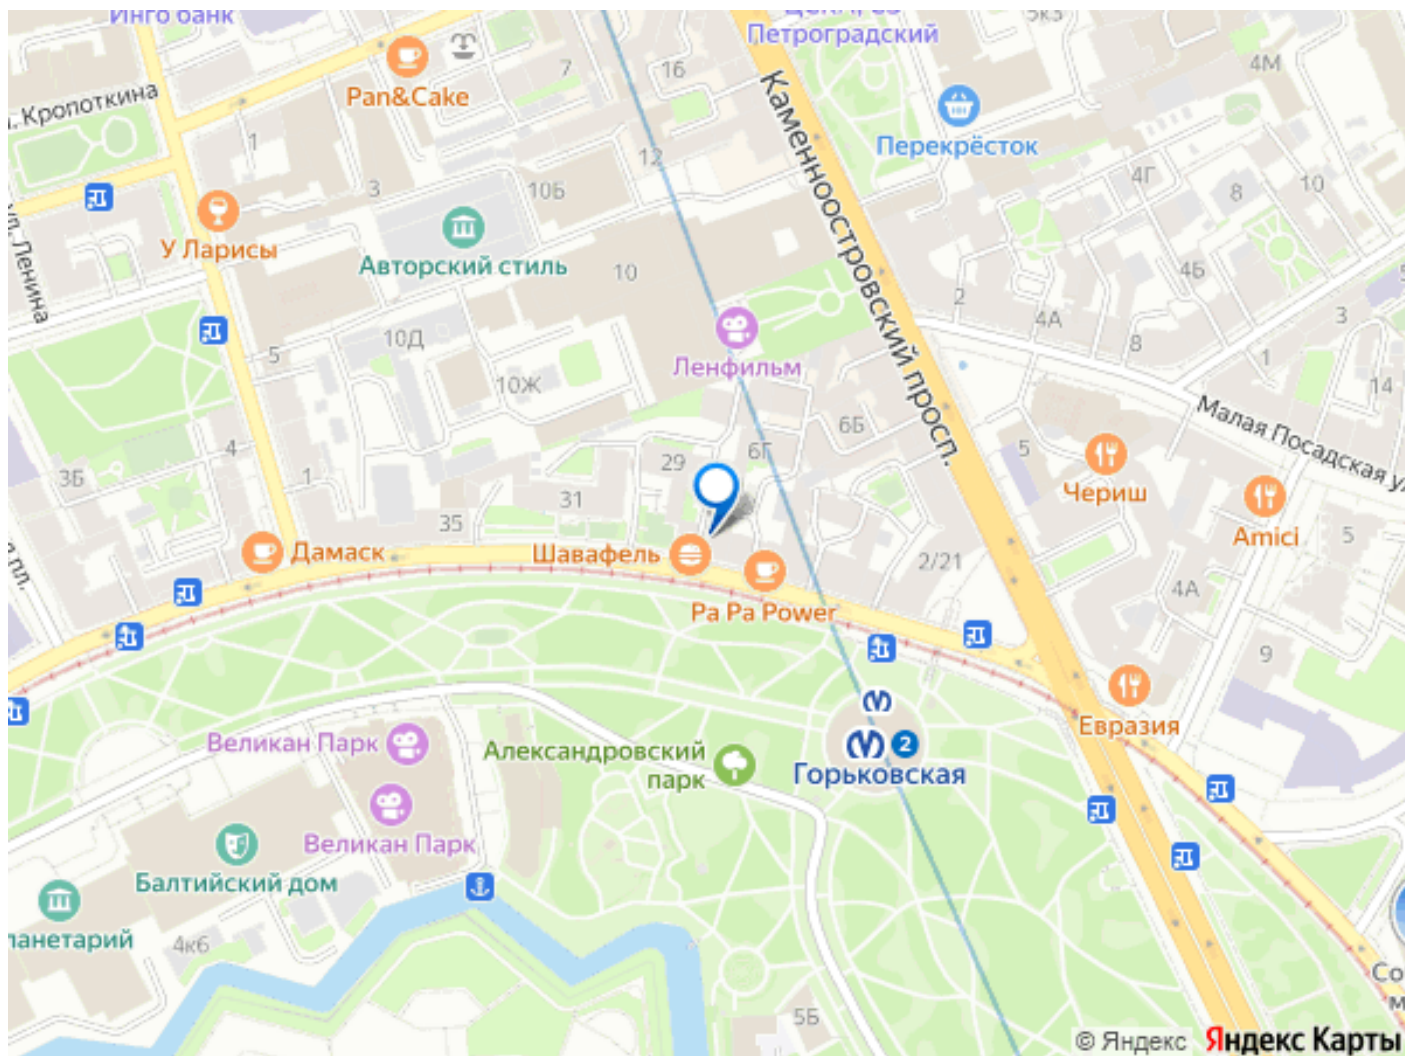 Инго банк
Петроградский
5к3
4М
7
16
Pan&Cake
Каменноостровский просп.
Перекрёсток
. Кропоткина
1
12
3
10Б
4Г
8
10
ул. Ленина
У Ларисы
Авторский стиль
10
4Б
2
4А
3
5
10Д
8
1
Ленфильм
10Ж
14
Малая Посадская ул
6Б
4
6Г
5
3Б
1
29
Чериш
31
35
Amici
5
Дамаск
Шавафель
2/21
пл.
4А
Pa Pa Power
9
Евразия
Великан Парк
Александровский
парк
2
Горьковская
Великан Парк
Балтийский дом
ланетарий
4к6
5Б
Со
м
© Яндекс Яндекс Карты